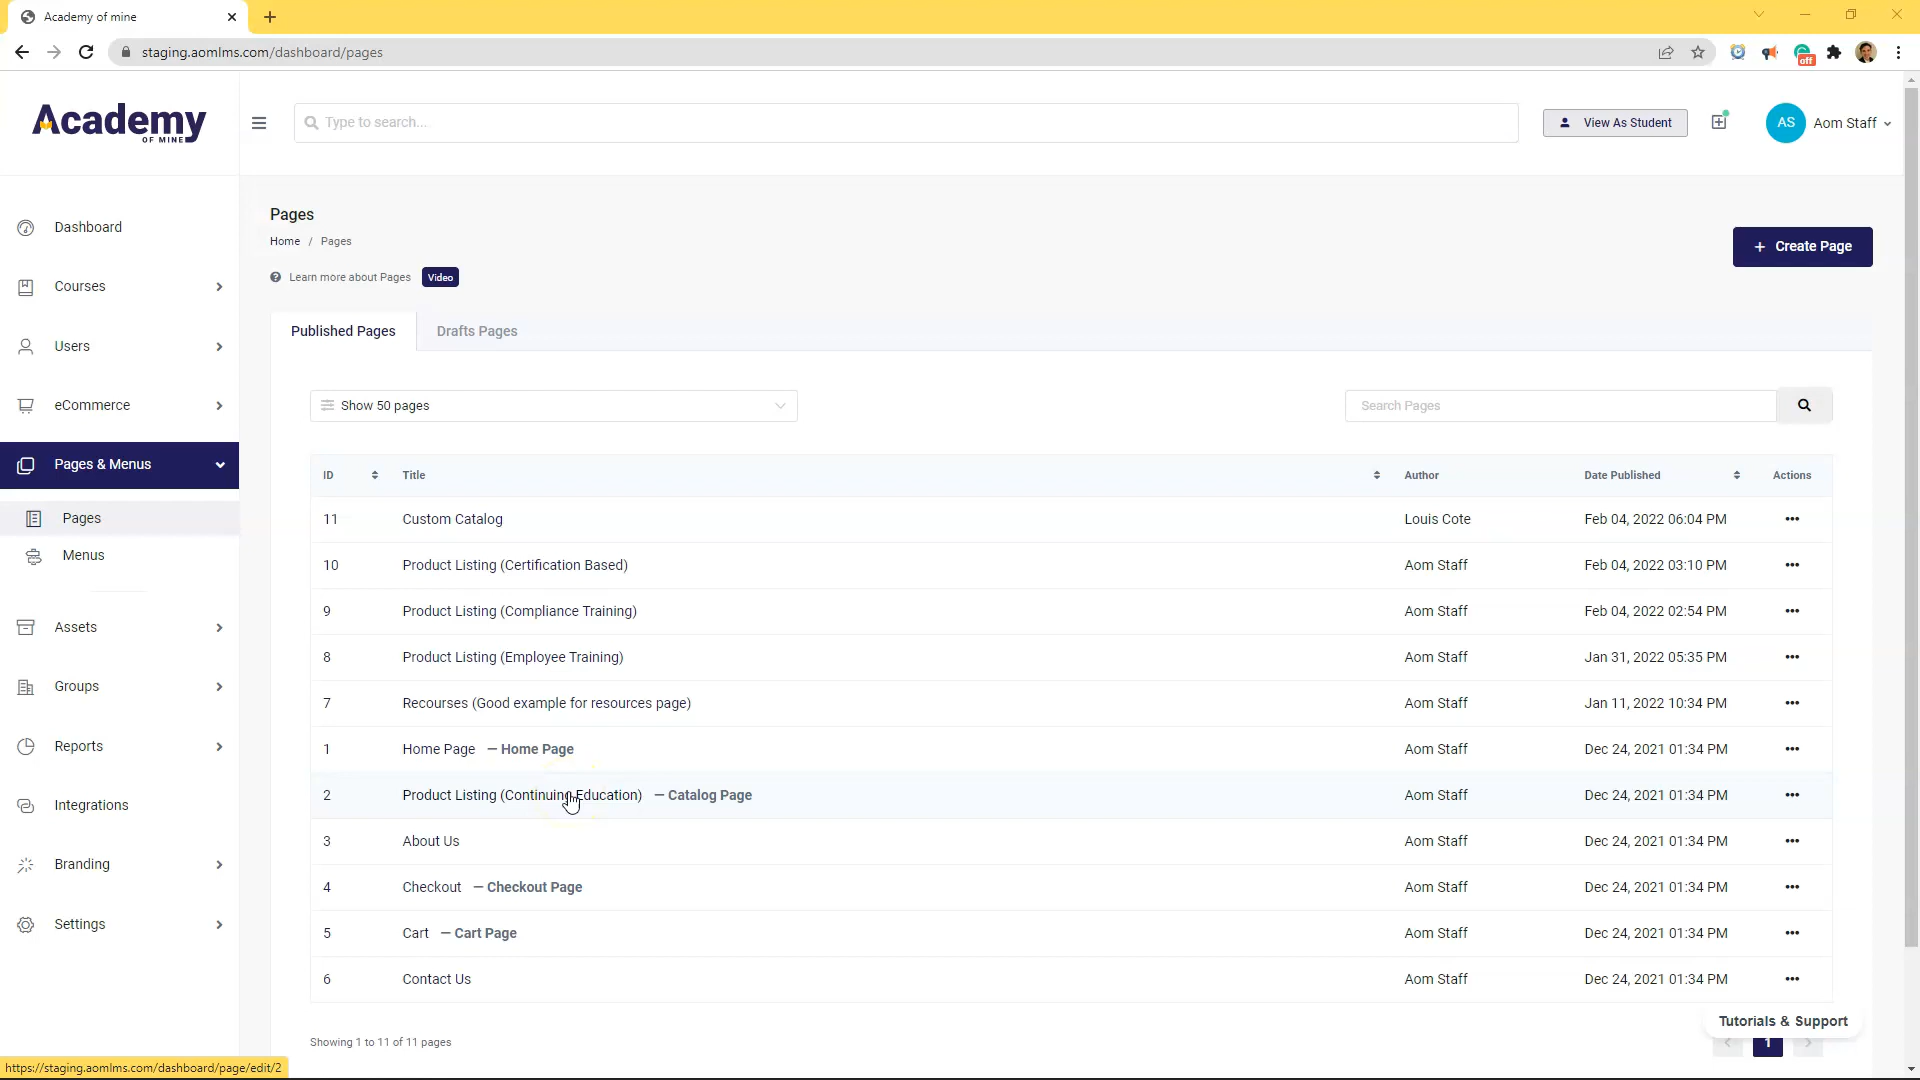 Academy of mine
staging.aomlms.com/dashboard/pages
off
Academy
OF MINE
Type to search...
View As Student
AS
Aom Staff
Dashboard
Courses
Users
eCommerce
Pages & Menus
Pages
Menus
Assets
Groups
Reports
Integrations
Branding
Settings
Pages
Home / Pages
Learn more about Pages Video
+ Create Page
Published Pages Drafts Pages
Show 50 pages
Search Pages
ID Title Author Date Published Actions
11 Custom Catalog Louis Cote Feb 04, 2022 06:04 PM
10 Product Listing (Certification Based) Aom Staff Feb 04, 2022 03:10 PM
9 Product Listing (Compliance Training) Aom Staff Feb 04, 2022 02:54 PM
8 Product Listing (Employee Training) Aom Staff Jan 31, 2022 05:35 PM
7 Recourses (Good example for resources page) Aom Staff Jan 11, 2022 10:34 PM
1 Home Page — Home Page Aom Staff Dec 24, 2021 01:34 PM
2 Product Listing (Continuing Education) — Catalog Page Aom Staff Dec 24, 2021 01:34 PM
3 About Us Aom Staff Dec 24, 2021 01:34 PM
4 Checkout — Checkout Page Aom Staff Dec 24, 2021 01:34 PM
5 Cart — Cart Page Aom Staff Dec 24, 2021 01:34 PM
6 Contact Us Aom Staff Dec 24, 2021 01:34 PM
Tutorials & Support
Showing 1 to 11 of 11 pages
1
https://staging.aomlms.com/dashboard/page/edit/2